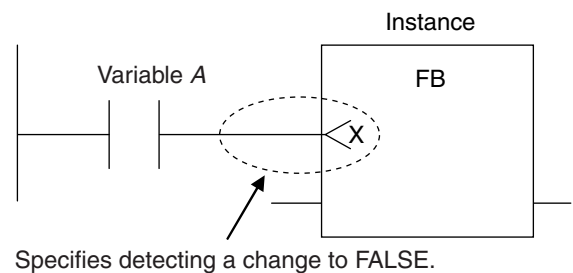 Instance
Variable A
FB
X
Specifies detecting a change to FALSE.